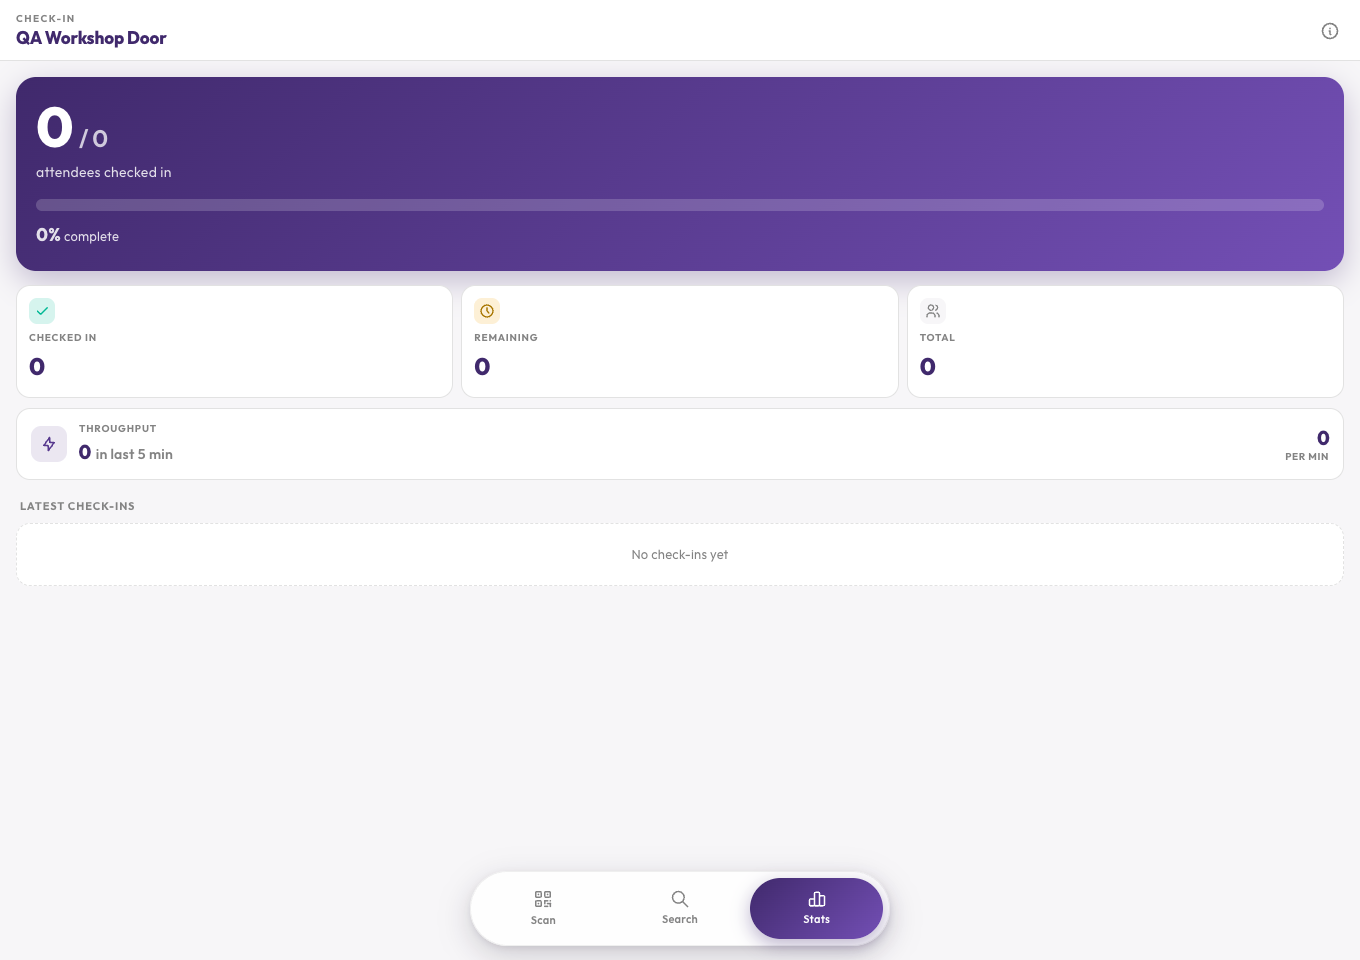 CHECK-IN
QA Workshop Door
0 / 0
attendees checked in
0% complete
CHECKED IN
0
REMAINING
0
TOTAL
0
THROUGHPUT
0 in last 5 min
0
PER MIN
LATEST CHECK-INS
No check-ins yet
Scan
Search
Stats